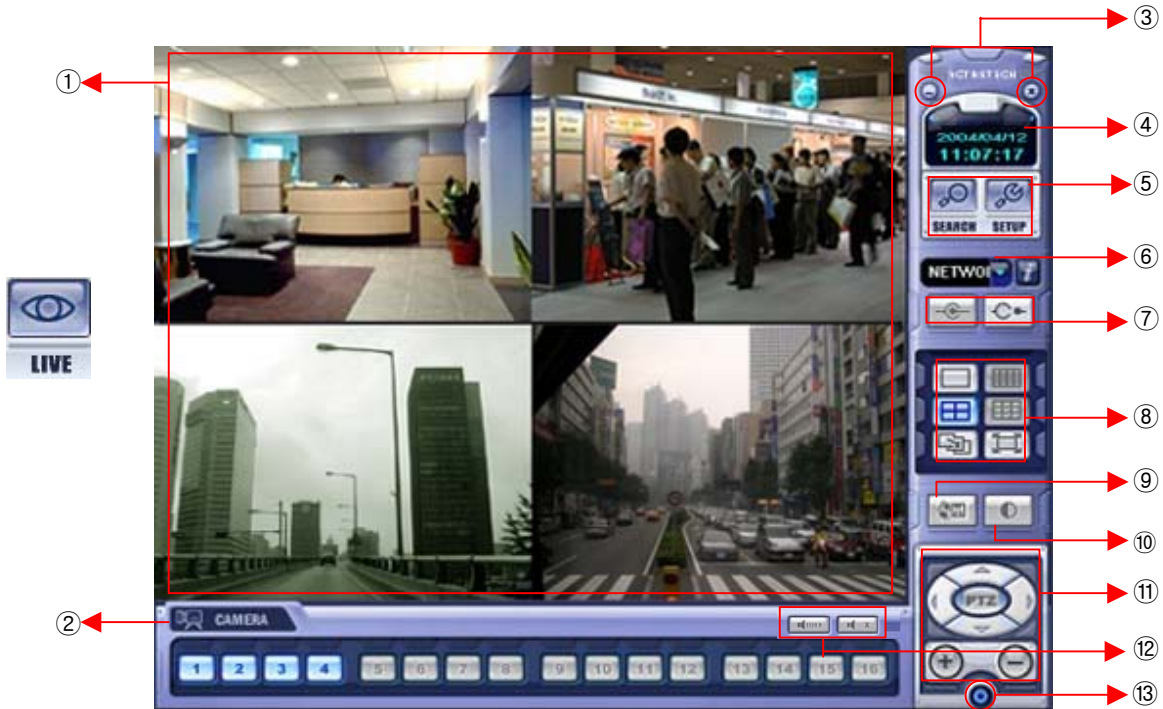 ①
②
③
④
2004/04/12
11:07:17
⑤
SEARCH SETUP
⑥
NETWO
⑦
⑧
⑨
⑩
⑪
PTZ
⑫
⑬
LIVE
CAMERA
1 2 3 4 5 6 7 8 9 10 11 12 13 14 15 16